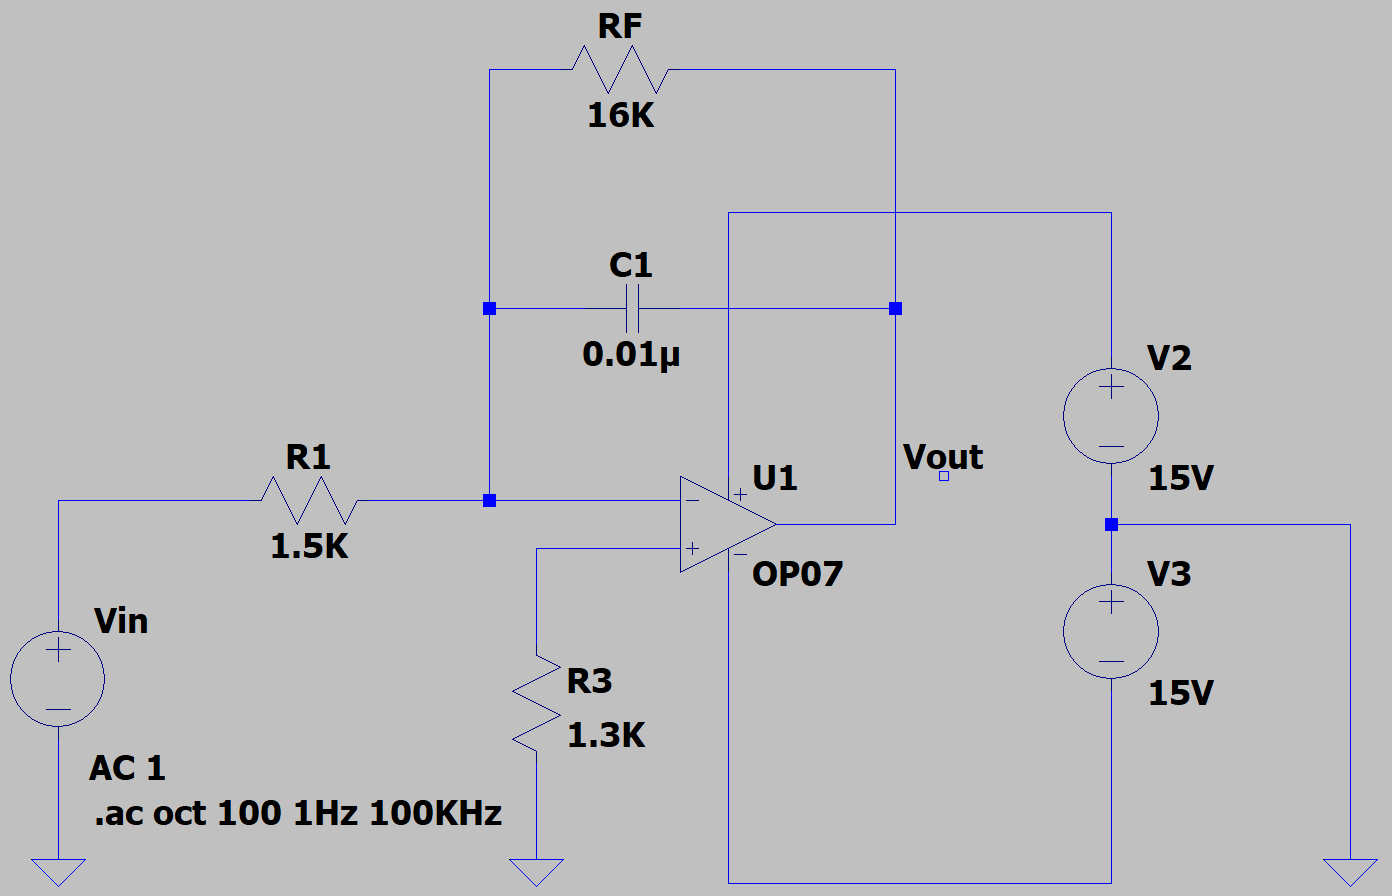 RF
16K
C1
0.01µ
V2
15V
R1
1.5K
Vout
U1
OP07
V3
15V
Vin
R3
1.3K
AC 1
.ac oct 100 1Hz 100KHz